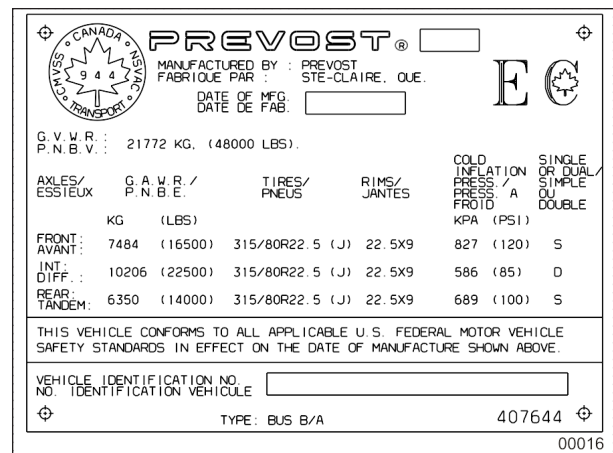 CANADA
CMVSS NSVAC
944
TRANSPORT
PREVOST ®
MANUFACTURED BY : PREVOST
FABRIQUE PAR : STE-CLAIRE, QUE.
DATE OF MFG.
DATE DE FAB.
E C
G.V.W.R. :
P.N.B.V. : 21772 KG, (48000 LBS).
AXLES/ G.A.W.R./ TIRES/ RIMS/ COLD INFLATION PRESS./ SINGLE OR DUAL/
ESSIEUX P.N.B.E. PNEUS JANTES PRESS. A FROID SIMPLE OU DOUBLE
KG (LBS) KPA (PSI)
FRONT:
AVANT: 7484 (16500) 315/80R22.5 (J) 22.5X9 827 (120) S
INT:
DIFF.: 10206 (22500) 315/80R22.5 (J) 22.5X9 586 (85) D
REAR:
TANDEM: 6350 (14000) 315/80R22.5 (J) 22.5X9 689 (100) S
THIS VEHICLE CONFORMS TO ALL APPLICABLE U.S. FEDERAL MOTOR VEHICLE
SAFETY STANDARDS IN EFFECT ON THE DATE OF MANUFACTURE SHOWN ABOVE.
VEHICLE IDENTIFICATION NO.
NO. IDENTIFICATION VEHICULE
TYPE: BUS B/A 407644
00016